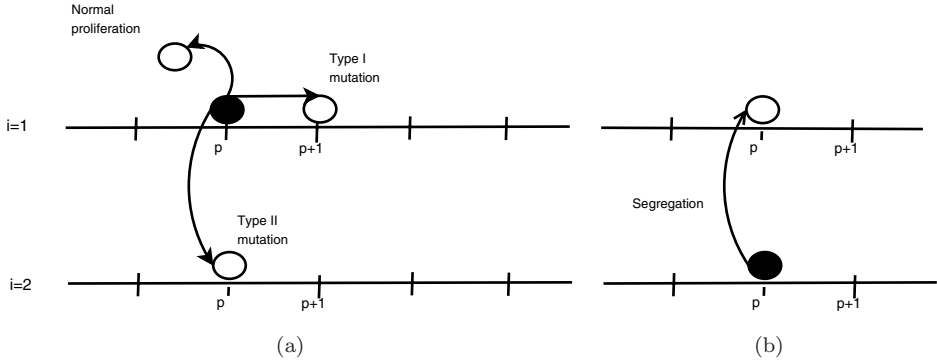 Normal
proliferation
Type I
mutation
i=1
p
p+1
p
p+1
Type II
mutation
Segregation
i=2
p
p+1
p
p+1
(a)
(b)